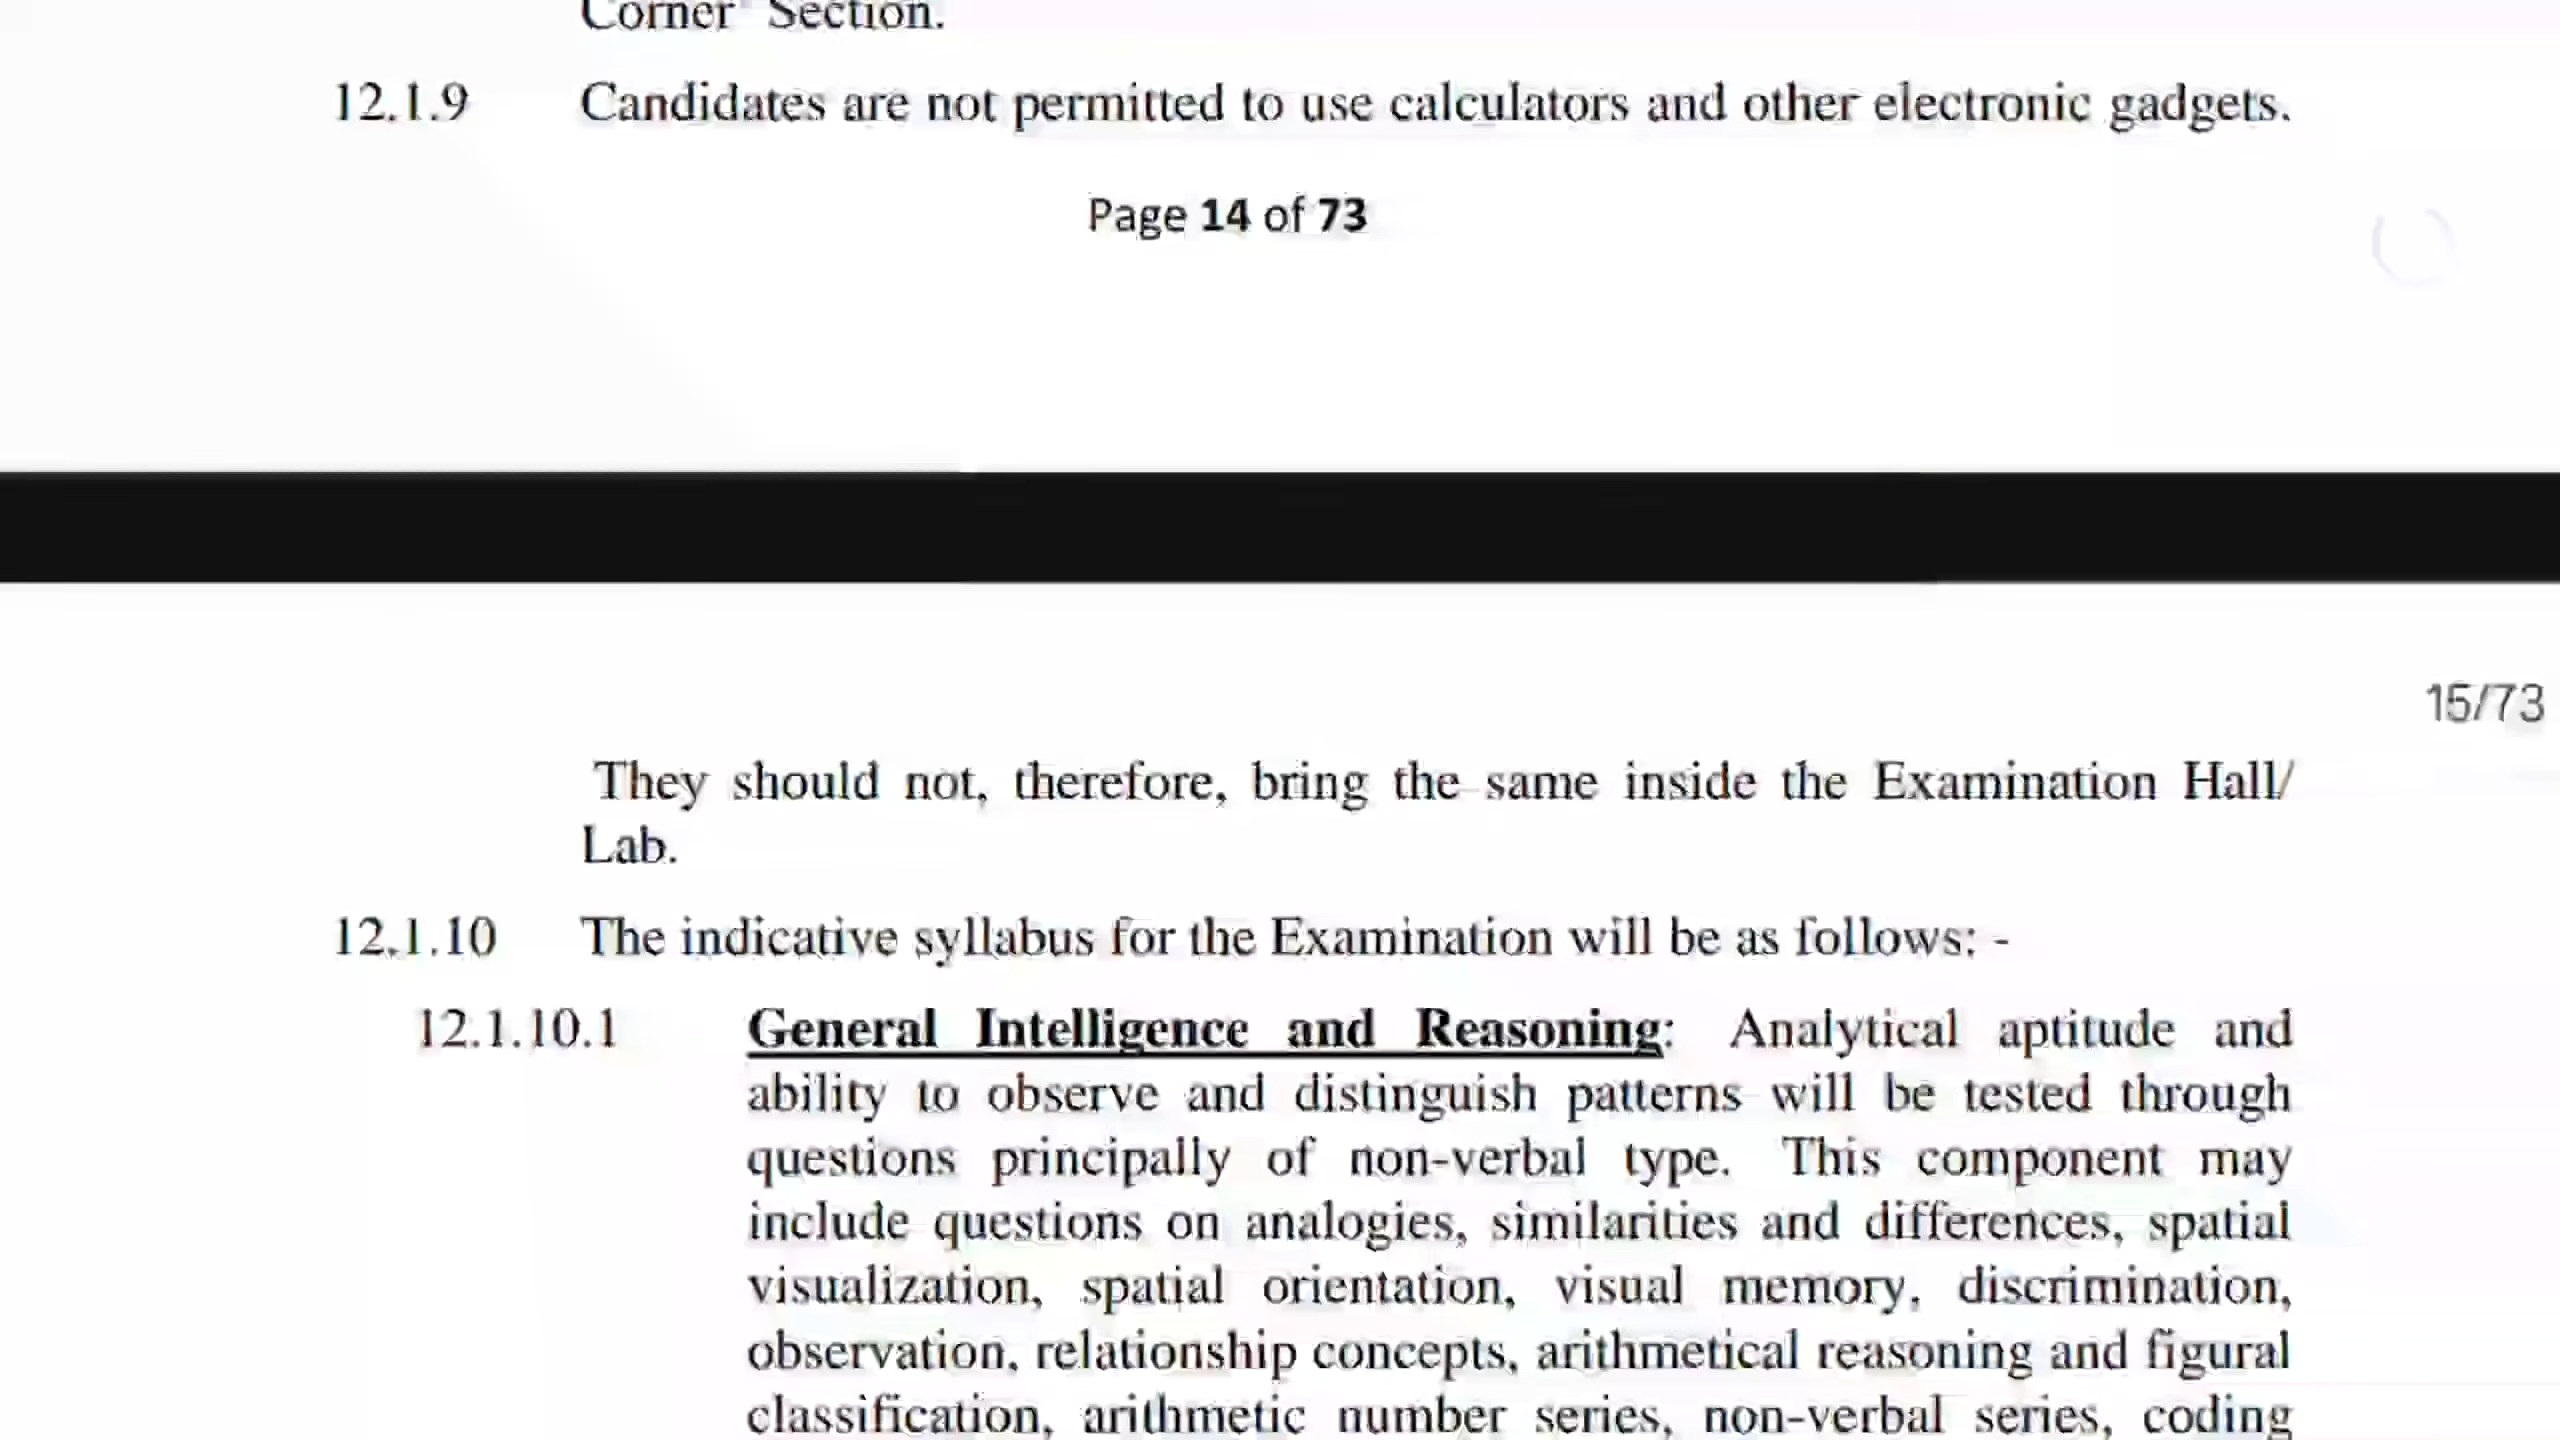 Corner" Section.
12.1.9 Candidates are not permitted to use calculators and other electronic gadgets.
Page 14 of 73
15/73
They should not, therefore, bring the same inside the Examination Hall/
Lab.
12.1.10 The indicative syllabus for the Examination will be as follows: -
12.1.10.1 General Intelligence and Reasoning: Analytical aptitude and
ability to observe and distinguish patterns will be tested through
questions principally of non-verbal type. This component may
include questions on analogies, similarities and differences, spatial
visualization, spatial orientation, visual memory, discrimination,
observation, relationship concepts, arithmetical reasoning and figural
classification, arithmetic number series, non-verbal series, coding